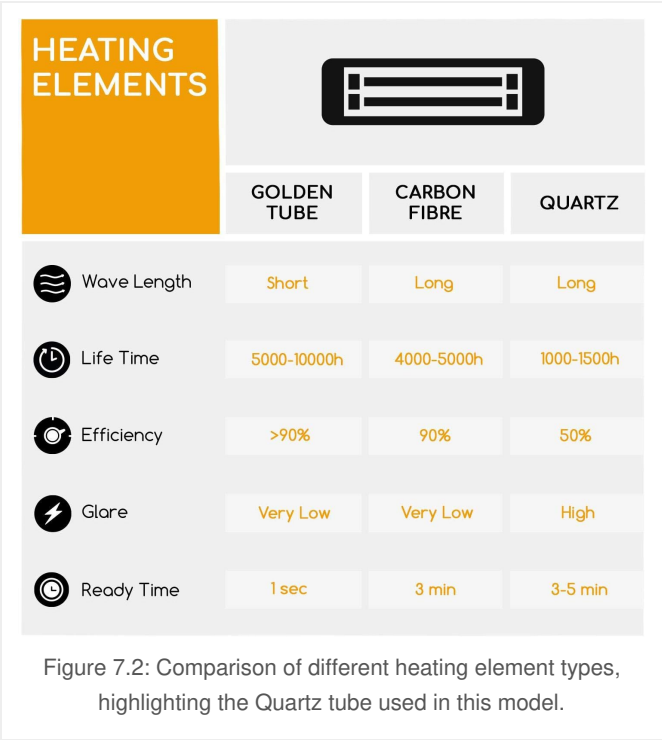 HEATING
ELEMENTS
GOLDEN
TUBE
CARBON
FIBRE
QUARTZ
Wave Length Short Long Long
Life Time 5000-10000h 4000-5000h 1000-1500h
Efficiency >90% 90% 50%
Glare Very Low Very Low High
Ready Time 1 sec 3 min 3-5 min
Figure 7.2: Comparison of different heating element types,
highlighting the Quartz tube used in this model.